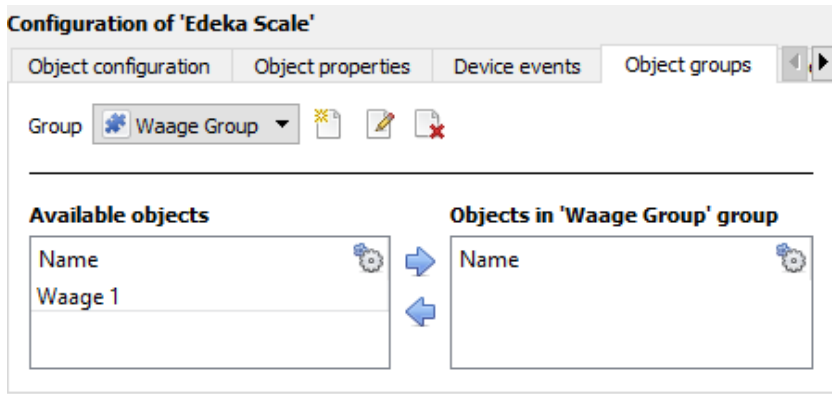 Configuration of 'Edeka Scale'
Object configuration Object properties Device events Object groups
Group Waage Group
Available objects Objects in 'Waage Group' group
Name Name
Waage 1